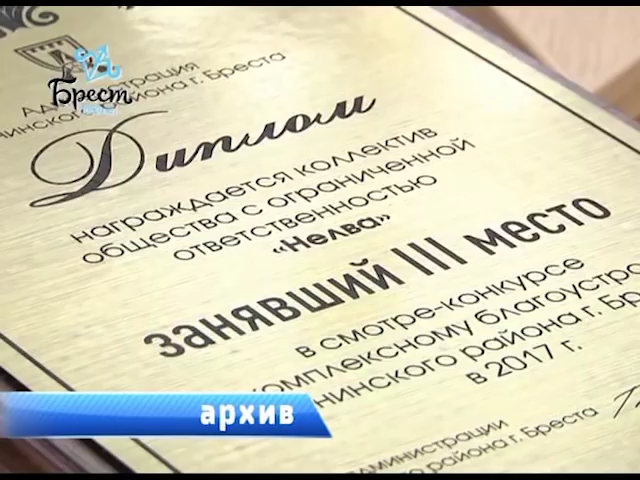 Брест
Администрация
нинского района г. Бреста
Диплом
награждается коллектив
общества с ограниченной
ответственностью
«Нелва»
занявший III место
в смотре-конкурсе
комплексному благоустро
нинского района г. Бре
в 2017 г.
архив
администрации
района г. Бреста